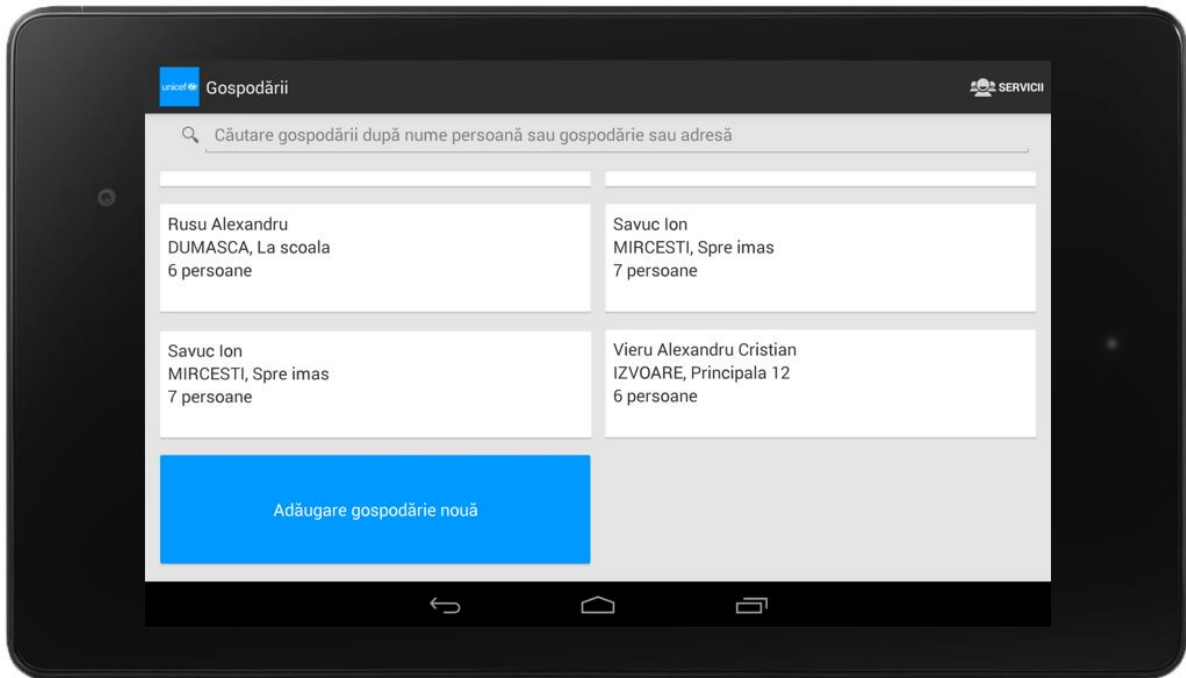 unicef
Gospodării
SERVICII
Căutare gospodării după nume persoană sau gospodărie sau adresă
Rusu Alexandru
DUMASCA, La scoala
6 persoane
Savuc Ion
MIRCESTI, Spre imas
7 persoane
Savuc Ion
MIRCESTI, Spre imas
7 persoane
Vieru Alexandru Cristian
IZVOARE, Principala 12
6 persoane
Adăugare gospodărie nouă